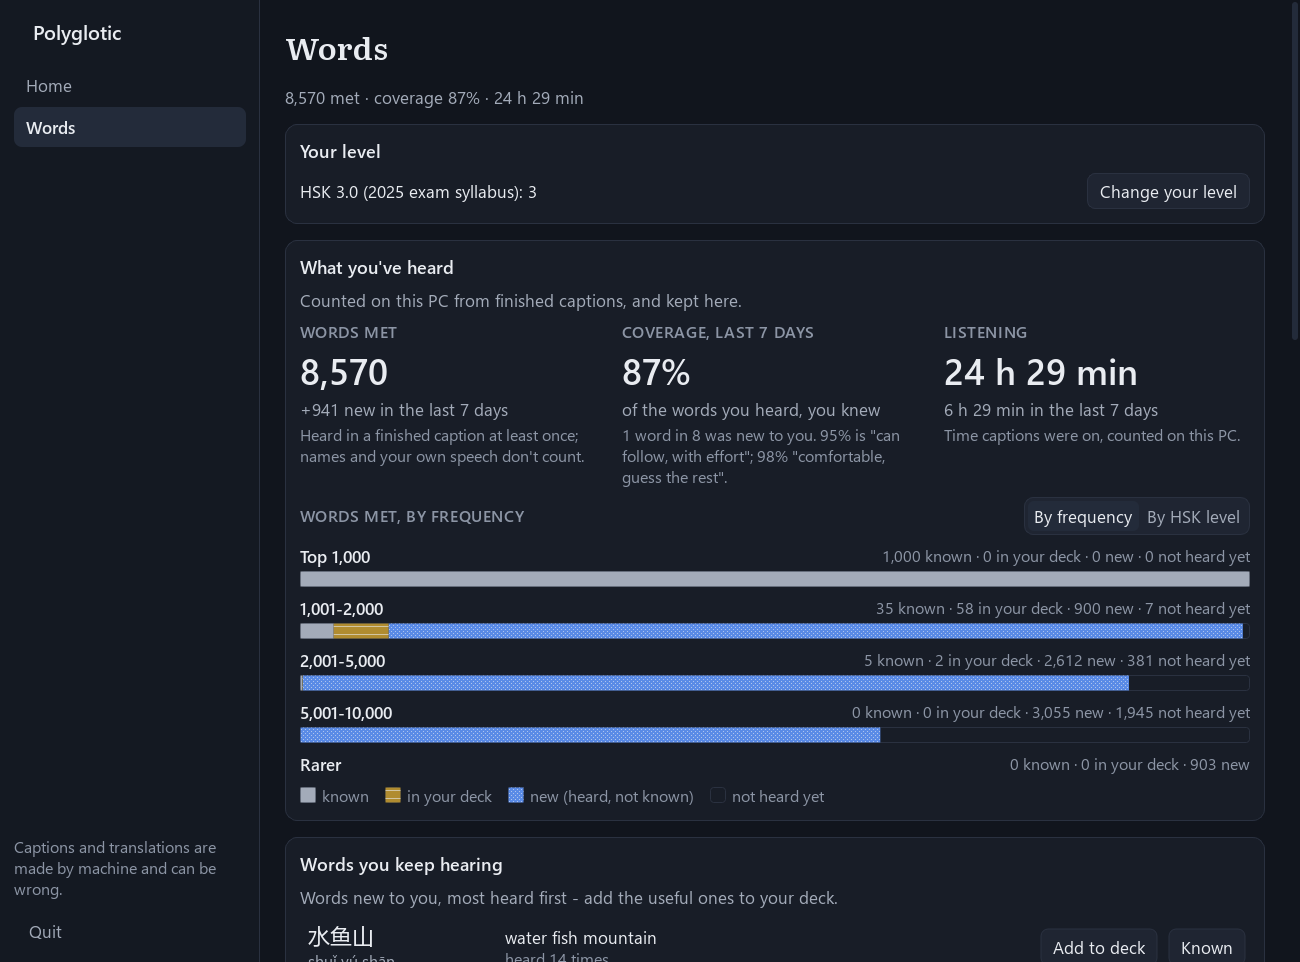 Polyglotic
Home
Words
Captions and translations are
made by machine and can be
wrong.
Quit
Words
8,570 met · coverage 87% · 24 h 29 min
Your level
HSK 3.0 (2025 exam syllabus): 3
Change your level
What you've heard
Counted on this PC from finished captions, and kept here.
WORDS MET
8,570
+941 new in the last 7 days
Heard in a finished caption at least once;
names and your own speech don't count.
COVERAGE, LAST 7 DAYS
87%
of the words you heard, you knew
1 word in 8 was new to you. 95% is "can
follow, with effort"; 98% "comfortable,
guess the rest".
LISTENING
24 h 29 min
6 h 29 min in the last 7 days
Time captions were on, counted on this PC.
WORDS MET, BY FREQUENCY
By frequency By HSK level
Top 1,000 1,000 known · 0 in your deck · 0 new · 0 not heard yet
1,001-2,000 35 known · 58 in your deck · 900 new · 7 not heard yet
2,001-5,000 5 known · 2 in your deck · 2,612 new · 381 not heard yet
5,001-10,000 0 known · 0 in your deck · 3,055 new · 1,945 not heard yet
Rarer 0 known · 0 in your deck · 903 new
known in your deck new (heard, not known) not heard yet
Words you keep hearing
Words new to you, most heard first - add the useful ones to your deck.
水鱼山 water fish mountain Add to deck Known
shuǐ yú shān heard 14 times